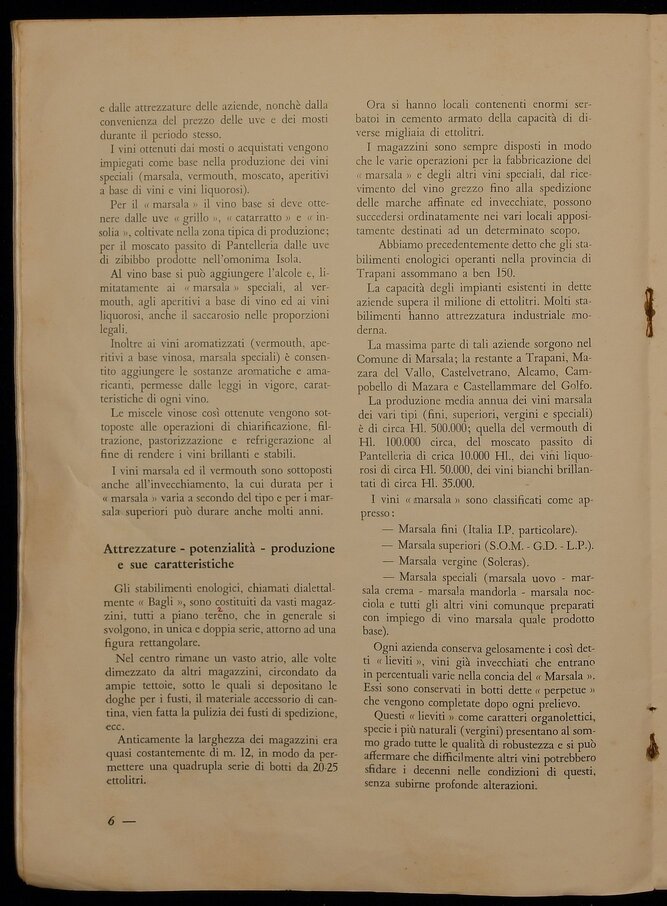 e dalle attrezzature delle aziende, nonchè dalla
convenienza del prezzo delle uve e dei mosti
durante il periodo stesso.
I vini ottenuti dai mosti o acquistati vengono
impiegati come base nella produzione dei vini
speciali (marsala, vermouth, moscato, aperitivi
a base di vini e vini liquorosi).
Per il « marsala » il vino base si deve otte-
nere dalle uve « grillo », « catarratto » e « in-
solia », coltivate nella zona tipica di produzione;
per il moscato passito di Pantelleria dalle uve
di zibibbo prodotte nell'omonima Isola.
Al vino base si può aggiungere l'alcole e, li-
mitatamente ai « marsala » speciali, al ver-
mouth, agli aperitivi a base di vino ed ai vini
liquorosi, anche il saccarosio nelle proporzioni
legali.
Inoltre ai vini aromatizzati (vermouth, ape-
ritivi a base vinosa, marsala speciali) è consen-
tito aggiungere le sostanze aromatiche e ama-
ricanti, permesse dalle leggi in vigore, carat-
teristiche di ogni vino.
Le miscele vinose così ottenute vengono sot-
toposte alle operazioni di chiarificazione, fil-
trazione, pastorizzazione e refrigerazione al
fine di rendere i vini brillanti e stabili.
I vini marsala ed il vermouth sono sottoposti
anche all'invecchiamento, la cui durata per i
« marsala » varia a secondo del tipo e per i mar-
sala superiori può durare anche molti anni.
Attrezzature - potenzialità - produzione
e sue caratteristiche
Gli stabilimenti enologici, chiamati dialettal-
mente « Bagli », sono costituiti da vasti magaz-
zini, tutti a piano tereno, che in generale si
svolgono, in unica e doppia serie, attorno ad una
figura rettangolare.
Nel centro rimane un vasto atrio, alle volte
dimezzato da altri magazzini, circondato da
ampie tettoie, sotto le quali si depositano le
doghe per i fusti, il materiale accessorio di can-
tina, vien fatta la pulizia dei fusti di spedizione,
ecc.
Anticamente la larghezza dei magazzini era
quasi costantemente di m. 12, in modo da per-
mettere una quadrupla serie di botti da 20-25
ettolitri.
6 —
Ora si hanno locali contenenti enormi ser-
batoi in cemento armato della capacità di di-
verse migliaia di ettolitri.
I magazzini sono sempre disposti in modo
che le varie operazioni per la fabbricazione del
« marsala » e degli altri vini speciali, dal rice-
vimento del vino grezzo fino alla spedizione
delle marche affinate ed invecchiate, possono
succedersi ordinatamente nei vari locali apposi-
tamente destinati ad un determinato scopo.
Abbiamo precedentemente detto che gli sta-
bilimenti enologici operanti nella provincia di
Trapani assommano a ben 150.
La capacità degli impianti esistenti in dette
aziende supera il milione di ettolitri. Molti sta-
bilimenti hanno attrezzatura industriale mo-
derna.
La massima parte di tali aziende sorgono nel
Comune di Marsala; la restante a Trapani, Ma-
zara del Vallo, Castelvetrano, Alcamo, Cam-
pobello di Mazara e Castellammare del Golfo.
La produzione media annua dei vini marsala
dei vari tipi (fini, superiori, vergini e speciali)
è di circa Hl. 500.000; quella del vermouth di
Hl. 100.000 circa, del moscato passito di
Pantelleria di crica 10.000 Hl., dei vini liquo-
rosi di circa Hl. 50.000, dei vini bianchi brillan-
tati di circa Hl. 35.000.
I vini « marsala » sono classificati come ap-
presso:
— Marsala fini (Italia I.P. particolare).
— Marsala superiori (S.O.M. - G.D. - L.P.).
— Marsala vergine (Soleras).
— Marsala speciali (marsala uovo - mar-
sala crema - marsala mandorla - marsala noc-
ciola e tutti gli altri vini comunque preparati
con impiego di vino marsala quale prodotto
base).
Ogni azienda conserva gelosamente i così det-
ti « lieviti », vini già invecchiati che entrano
in percentuali varie nella concia del « Marsala ».
Essi sono conservati in botti dette « perpetue »
che vengono completate dopo ogni prelievo.
Questi « lieviti » come caratteri organolettici,
specie i più naturali (vergini) presentano al som-
mo grado tutte le qualità di robustezza e si può
affermare che difficilmente altri vini potrebbero
sfidare i decenni nelle condizioni di questi,
senza subirne profonde alterazioni.